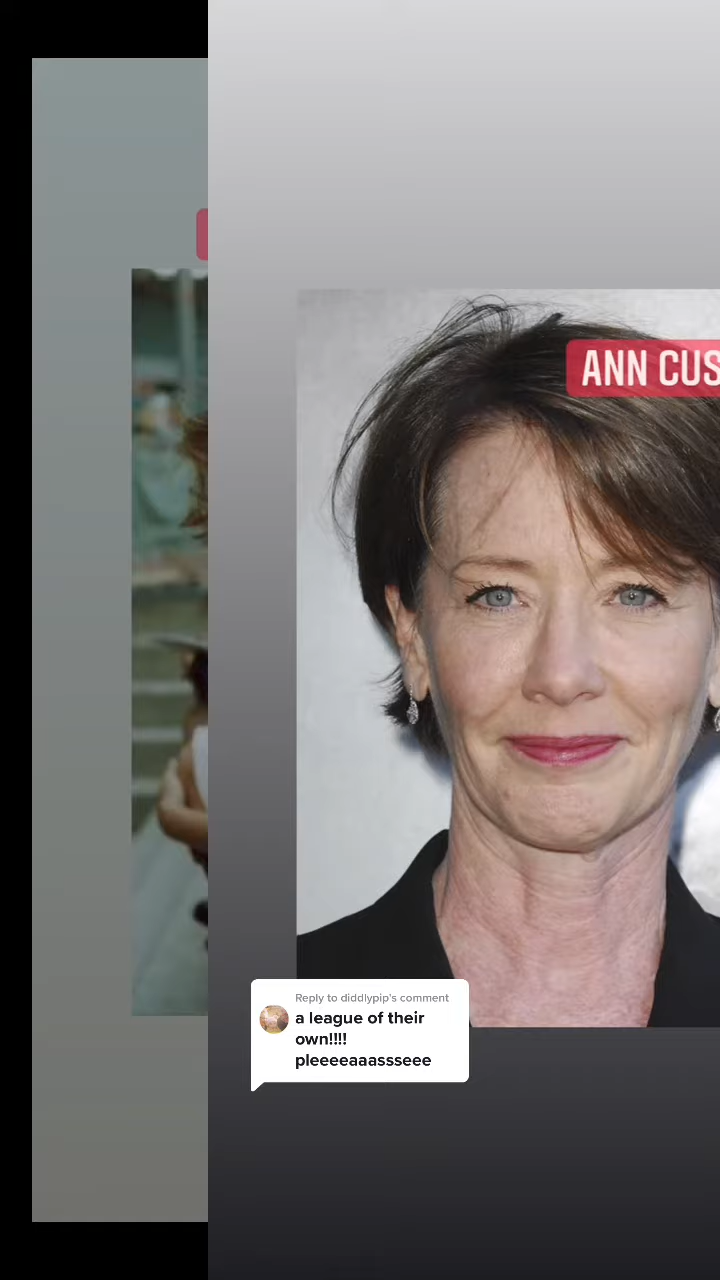 ANN CUS
Reply to diddlypip's comment
a league of their
own!!!!
pleeeeaaassseee